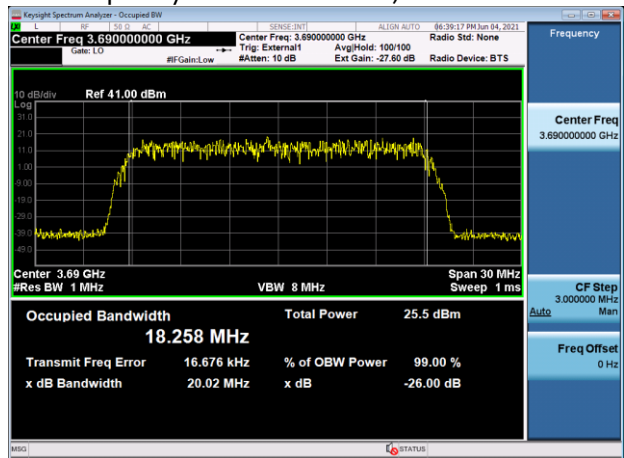 Keysight Spectrum Analyzer - Occupied BW
L RF 50 Ω AC SENSE:INT ALIGN AUTO 06:39:17 PM Jun 04, 2021
Center Freq 3.690000000 GHz
Gate: LO
#IFGain:Low
Center Freq: 3.690000000 GHz
Trig: External1 Avg|Hold: 100/100
#Atten: 10 dB Ext Gain: -27.60 dB
Radio Std: None
Radio Device: BTS
Frequency
10 dB/div Ref 41.00 dBm
Log
31.0
21.0
11.0
1.00
-9.00
-19.0
-29.0
-39.0
-49.0
Center 3.69 GHz Span 30 MHz
#Res BW 1 MHz VBW 8 MHz Sweep 1 ms
Center Freq
3.690000000 GHz
CF Step
3.000000 MHz
Auto Man
Freq Offset
0 Hz
Occupied Bandwidth Total Power 25.5 dBm
18.258 MHz
Transmit Freq Error 16.676 kHz % of OBW Power 99.00 %
x dB Bandwidth 20.02 MHz x dB -26.00 dB
MSG STATUS